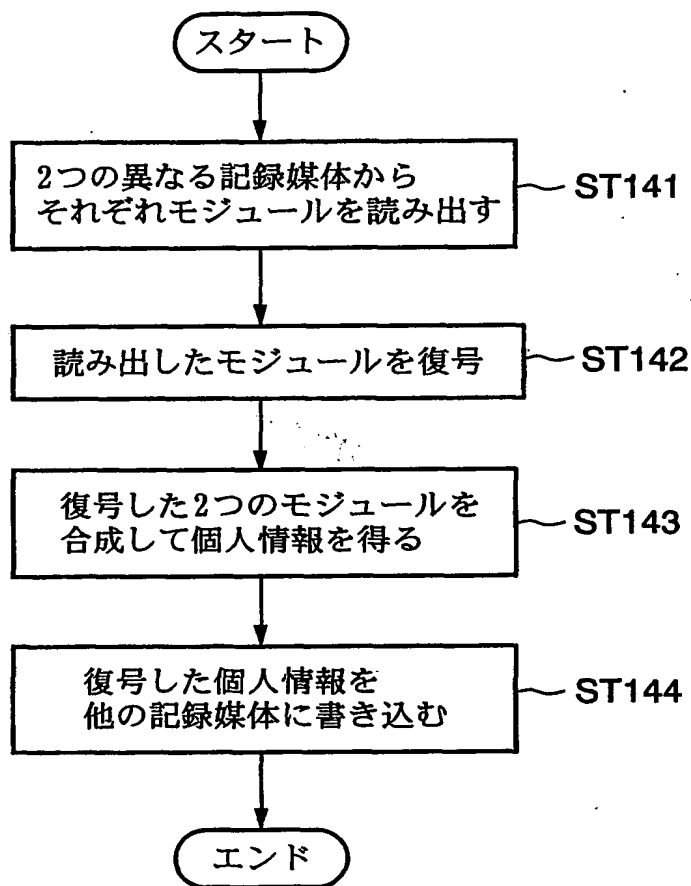 スタート
2つの異なる記録媒体から
それぞれモジュールを読み出す
ST141
読み出したモジュールを復号
ST142
復号した2つのモジュールを
合成して個人情報を得る
ST143
復号した個人情報を
他の記録媒体に書き込む
ST144
エンド